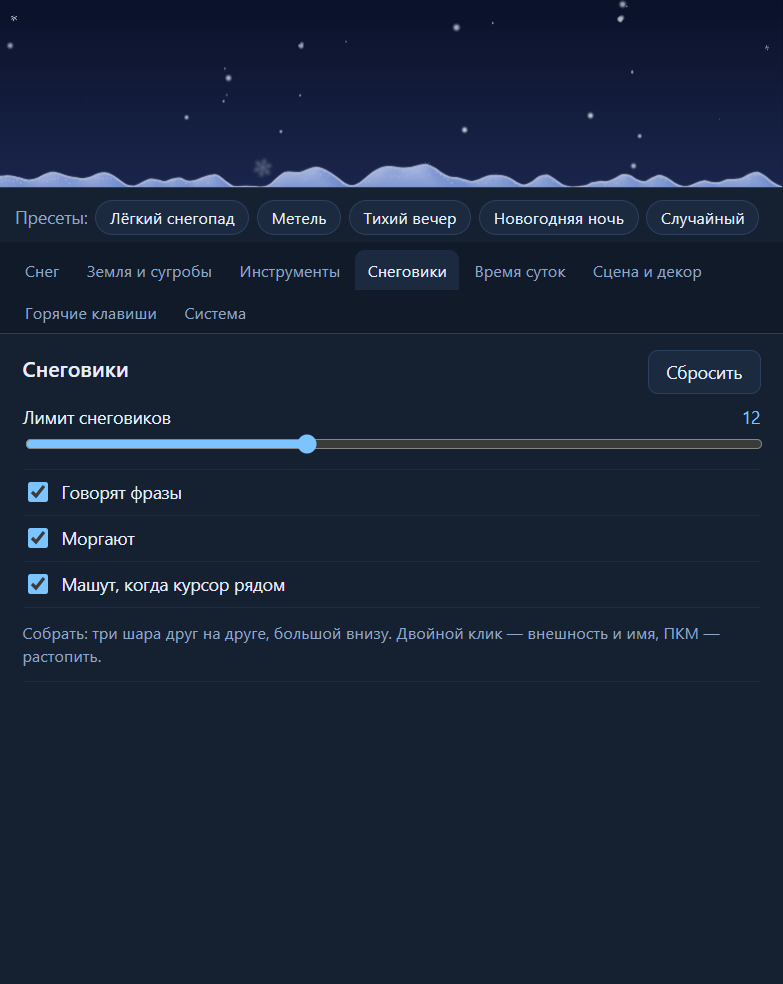 Пресеты: Лёгкий снегопад Метель Тихий вечер Новогодняя ночь Случайный
Снег Земля и сугробы Инструменты Снеговики Время суток Сцена и декор
Горячие клавиши Система
Снеговики Сбросить
Лимит снеговиков 12
Говорят фразы
Моргают
Машут, когда курсор рядом
Собрать: три шара друг на друге, большой внизу. Двойной клик — внешность и имя, ПКМ —
растопить.